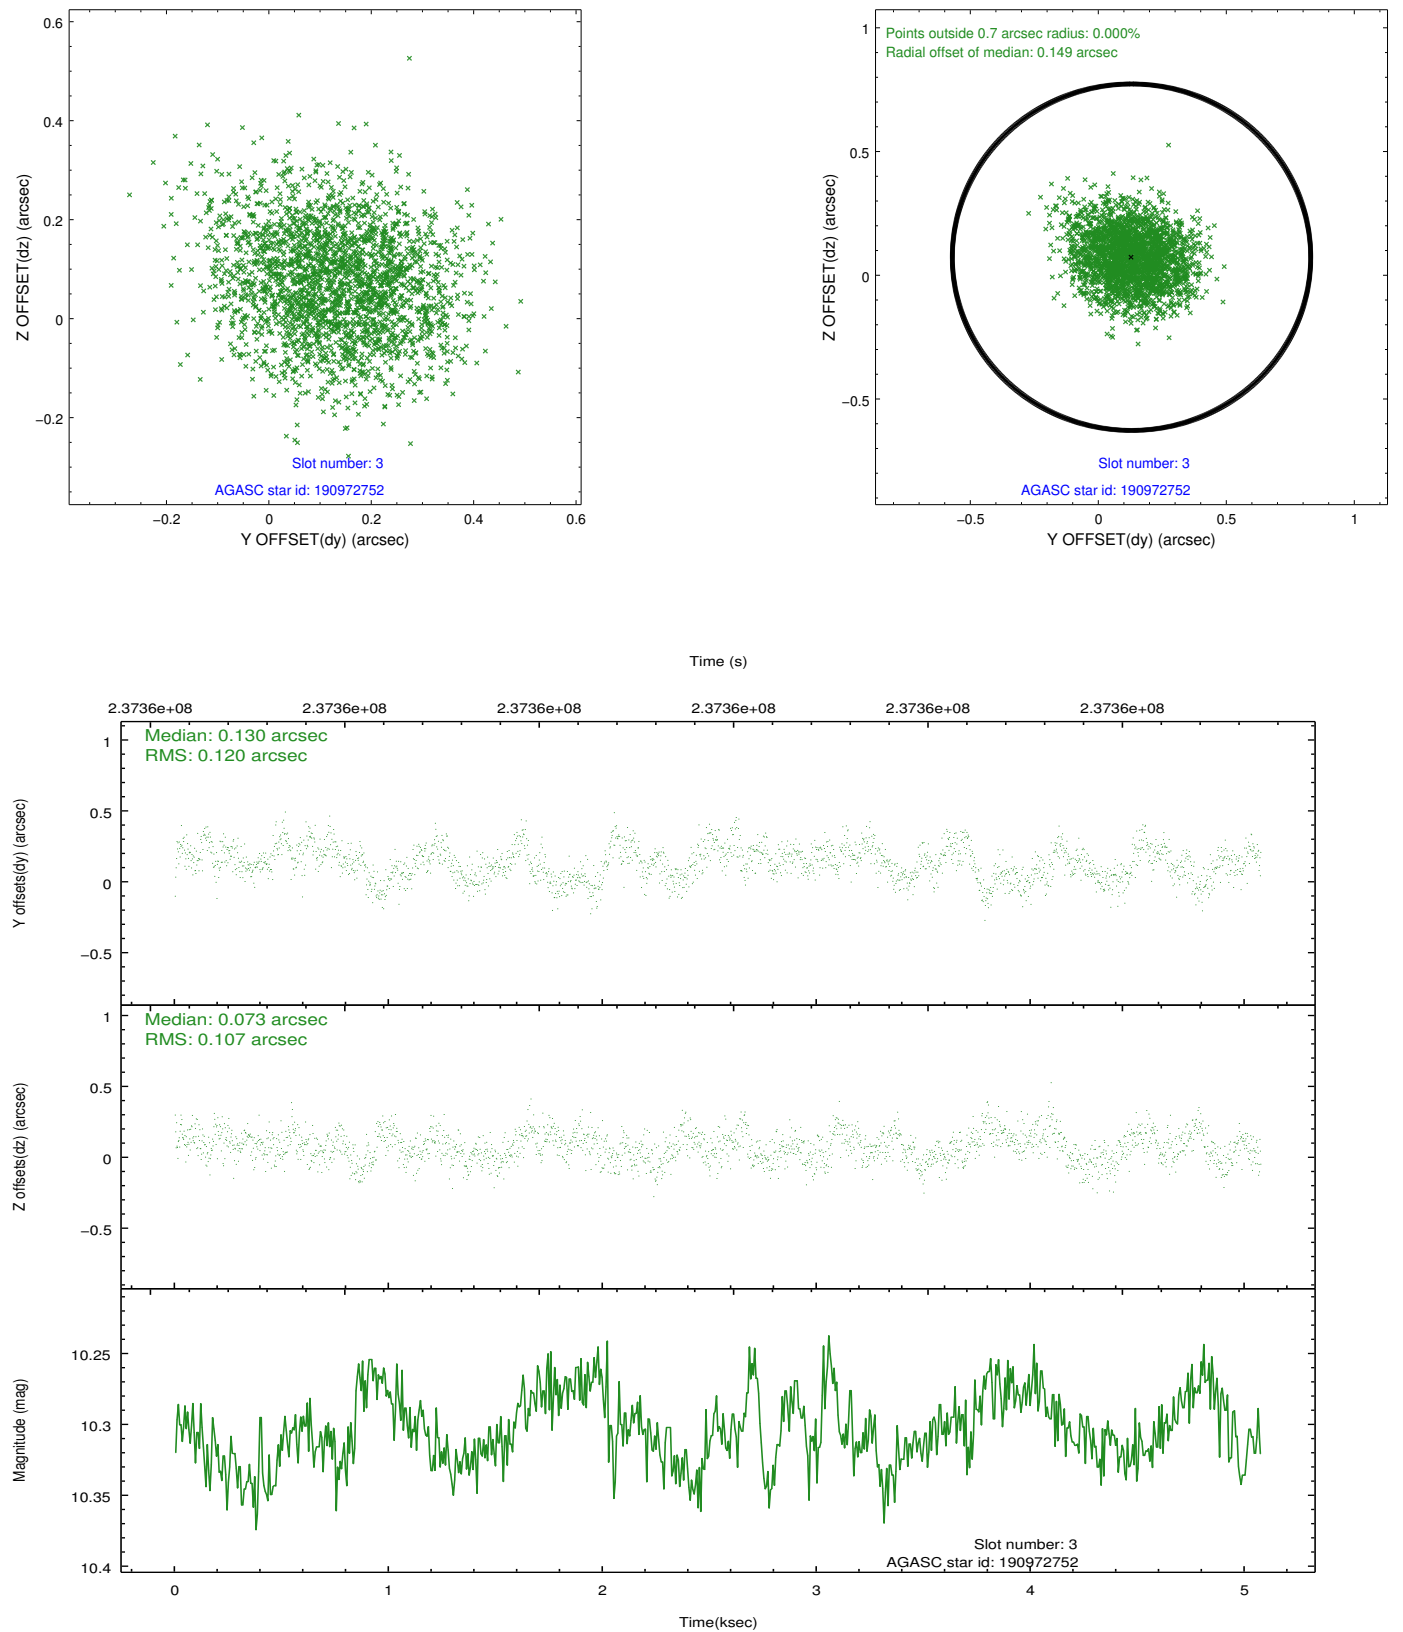 0.6
0.4
0.2
0
−0.2
Z OFFSET(dz) (arcsec)
Slot number: 3
AGASC star id: 190972752
−0.2 0 0.2 0.4 0.6
Y OFFSET(dy) (arcsec)
Points outside 0.7 arcsec radius: 0.000%
Radial offset of median: 0.149 arcsec
1
0.5
0
−0.5
Z OFFSET(dz) (arcsec)
Slot number: 3
AGASC star id: 190972752
−0.5 0 0.5 1
Y OFFSET(dy) (arcsec)
Time (s)
2.3736e+08 2.3736e+08 2.3736e+08 2.3736e+08 2.3736e+08 2.3736e+08
Median: 0.130 arcsec
RMS: 0.120 arcsec
1
0.5
0
−0.5
Y offsets(dy) (arcsec)
Median: 0.073 arcsec
RMS: 0.107 arcsec
1
0.5
0
−0.5
Z offsets(dz) (arcsec)
10.25
10.3
10.35
10.4
Magnitude (mag)
Slot number: 3
AGASC star id: 190972752
0 1 2 3 4 5
Time(ksec)